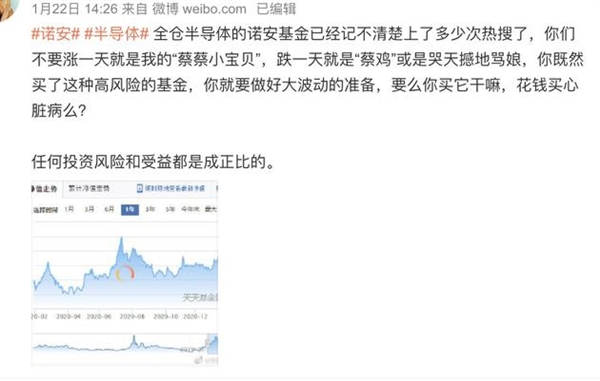 1月22日 14:26 来自 微博 weibo.com 已编辑
#诺安# #半导体# 全仓半导体的诺安基金已经记不清楚上了多少次热搜了，你们
不要涨一天就是我的“蔡蔡小宝贝”，跌一天就是“蔡鸡”或是哭天撼地骂娘，你既然
买了这种高风险的基金，你就要做好大波动的准备，要么你买它干嘛，花钱买心
脏病么？
任何投资风险和受益都是成正比的。
净值走势 累计净值走势
选择时间 1月 3月 6月 1年 3年 5年 今年来 最大
天天基金
2020-04 2020-06 2020-08 2020-10 2020-12